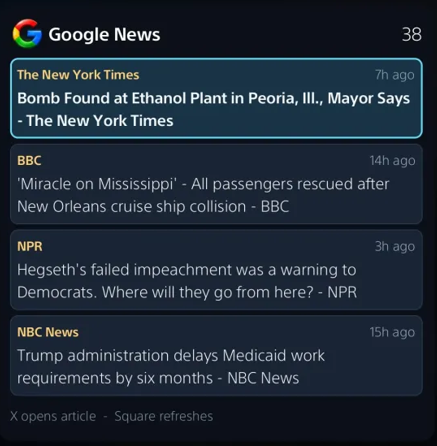 Google News 38
The New York Times 7h ago
Bomb Found at Ethanol Plant in Peoria, Ill., Mayor Says
- The New York Times
BBC 14h ago
'Miracle on Mississippi' - All passengers rescued after
New Orleans cruise ship collision - BBC
NPR 3h ago
Hegseth's failed impeachment was a warning to
Democrats. Where will they go from here? - NPR
NBC News 15h ago
Trump administration delays Medicaid work
requirements by six months - NBC News
X opens article - Square refreshes